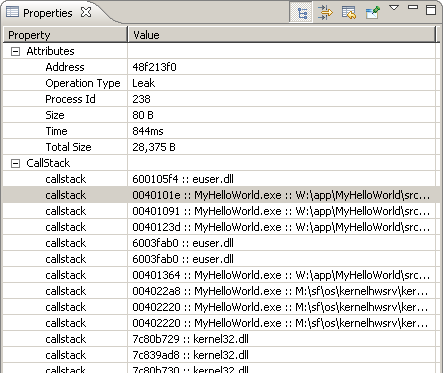 Properties
Property Value
Attributes
Address 48f213f0
Operation Type Leak
Process Id 238
Size 80 B
Time 844ms
Total Size 28,375 B
CallStack
callstack 600105f4 :: euser.dll
callstack 0040101e :: MyHelloWorld.exe :: W:\app\MyHelloWorld\src...
callstack 00401091 :: MyHelloWorld.exe :: W:\app\MyHelloWorld\src...
callstack 0040123d :: MyHelloWorld.exe :: W:\app\MyHelloWorld\src...
callstack 6003fab0 :: euser.dll
callstack 6003fab0 :: euser.dll
callstack 00401364 :: MyHelloWorld.exe :: W:\app\MyHelloWorld\src...
callstack 004022a8 :: MyHelloWorld.exe :: M:\sf\os\kernelhwsrv\ker...
callstack 00402220 :: MyHelloWorld.exe :: M:\sf\os\kernelhwsrv\ker...
callstack 00402220 :: MyHelloWorld.exe :: M:\sf\os\kernelhwsrv\ker...
callstack 7c80b729 :: kernel32.dll
callstack 7c839ad8 :: kernel32.dll
callstack 7c80b730 :: kernel32.dll